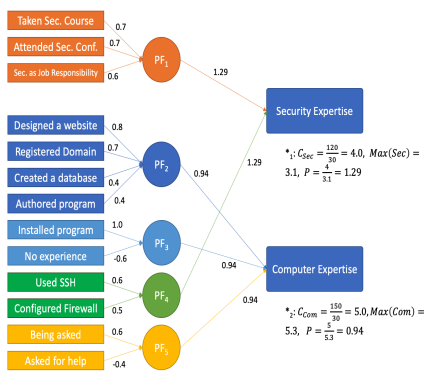 Taken Sec. Course
0.7
Attended Sec. Conf.
0.7
PF₁
Sec. as Job Responsibility
0.6
1.29
Security Expertise
Designed a website
0.8
Registered Domain
0.7
PF₂
Created a database
0.4
Authored program
0.4
0.94
1.29
*₁: C_Sec = 120/30 = 4.0, Max(Sec) =
3.1, P = 4/3.1 = 1.29
Installed program
1.0
PF₃
No experience
-0.6
0.94
Computer Expertise
Used SSH
0.6
PF₄
Configured Firewall
0.5
0.94
*₂: C_Com = 150/30 = 5.0, Max(Com) =
5.3, P = 5/5.3 = 0.94
Being asked
0.6
PF₅
Asked for help
-0.4